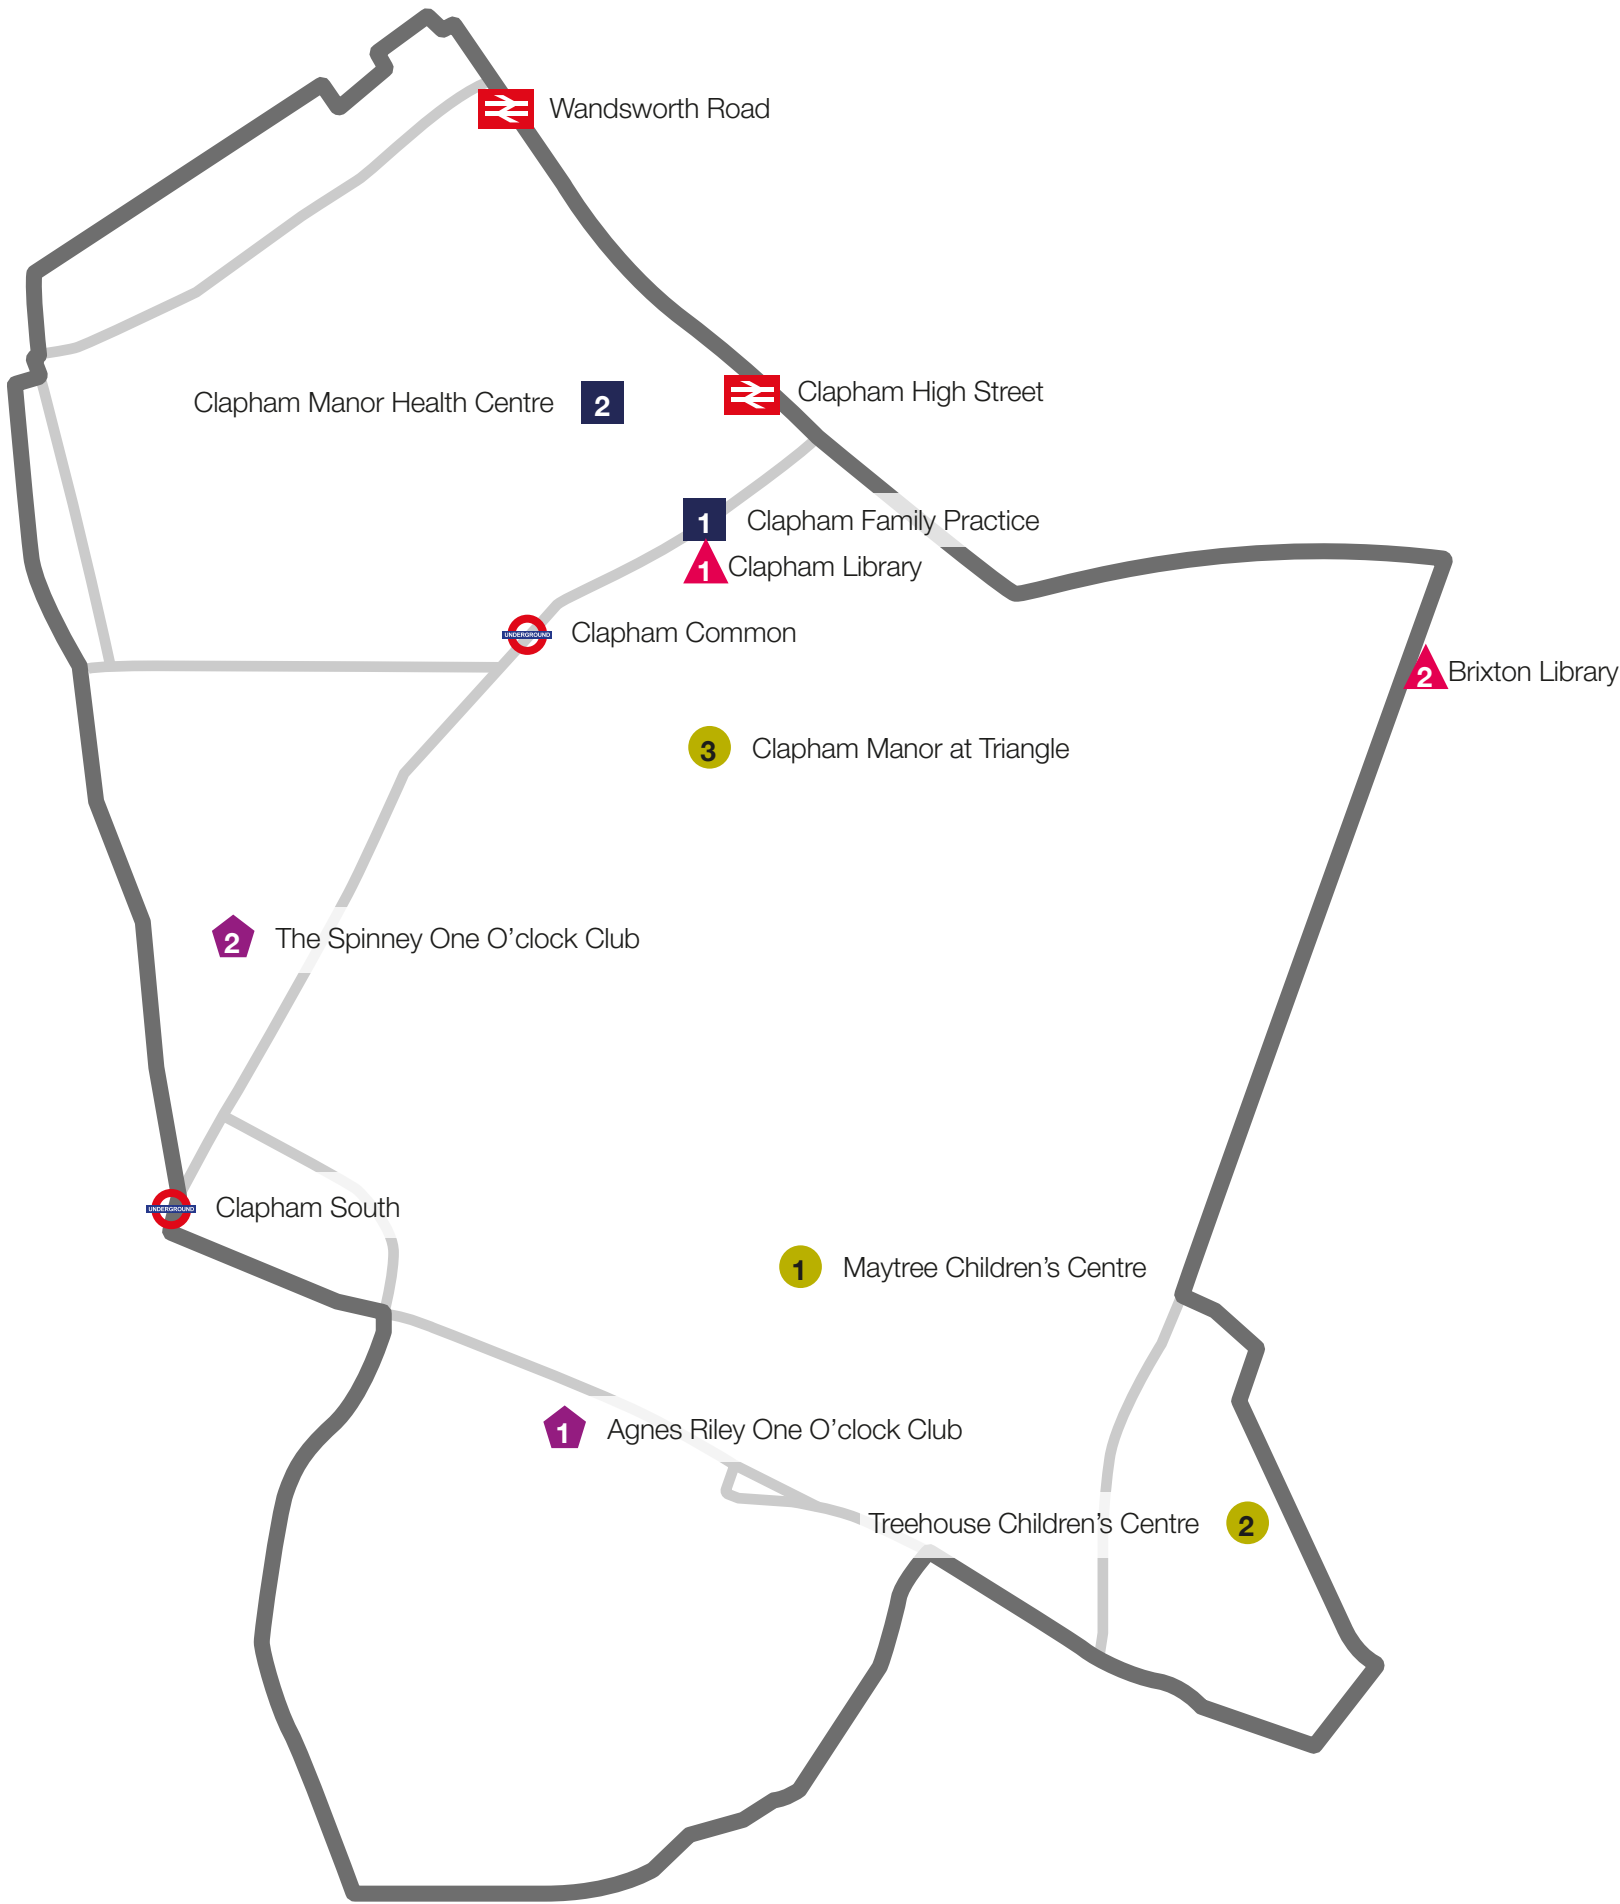 Wandsworth Road
Clapham High Street
Clapham Manor Health Centre 2
1 Clapham Family Practice
1 Clapham Library
UNDERGROUND Clapham Common
2 Brixton Library
3 Clapham Manor at Triangle
2 The Spinney One O’clock Club
UNDERGROUND Clapham South
1 Maytree Children’s Centre
1 Agnes Riley One O’clock Club
Treehouse Children’s Centre 2